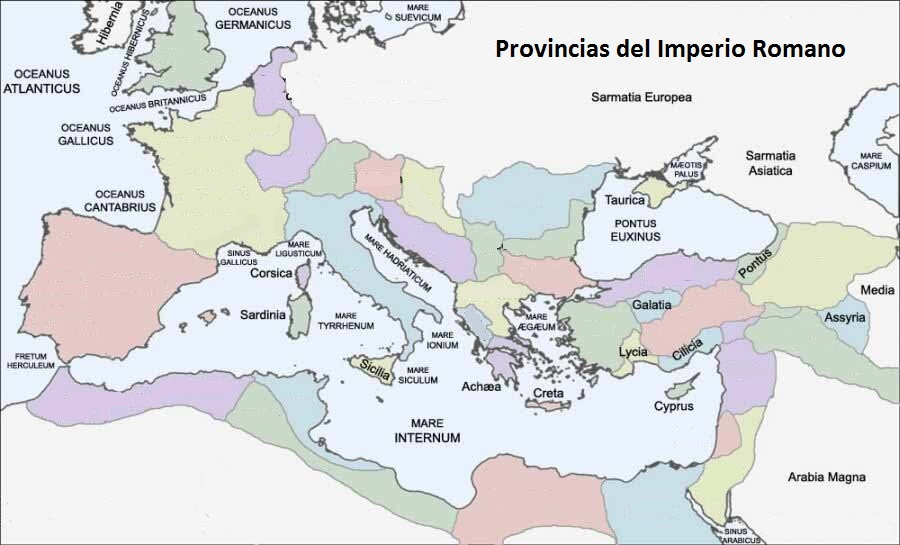 Hibernia
OCEANUS
GERMANICUS
MARE
SUEVICUM
OCEANUS HIBERNICUS
Provincias del Imperio Romano
OCEANUS
ATLANTICUS
Sarmatia Europea
OCEANUS BRITANNICUS
OCEANUS
GALLICUS
MÆOTIS
PALUS
Sarmatia
Asiatica
MARE
CASPIUM
OCEANUS
CANTABRIUS
Taurica
PONTUS
EUXINUS
SINUS
GALLICUS
MARE
LIGUSTICUM
MARE HADRIATICUM
Corsica
Pontus
Media
Sardinia
MARE
TYRRHENUM
MARE
IONIUM
MARE
ÆGÆUM
Galatia
Assyria
FRETUM
HERCULEUM
Sicilia
MARE
SICULUM
Achæa
Lycia
Cilicia
Creta
Cyprus
MARE
INTERNUM
Arabia Magna
SINUS
ARABICUS